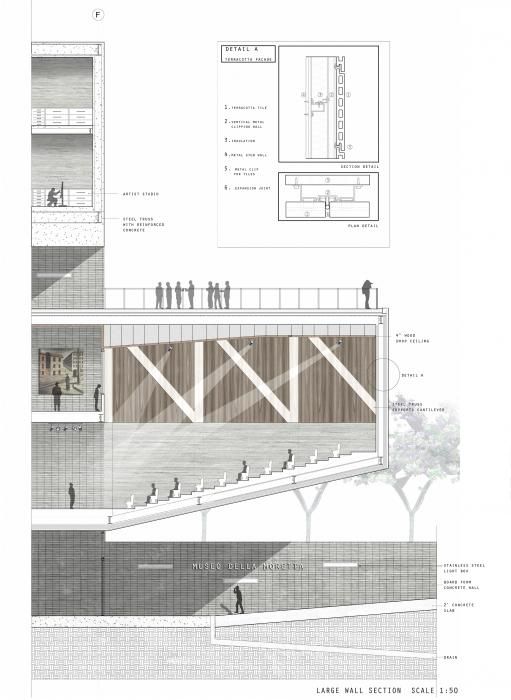 F
DETAIL A
TERRACOTTA FACADE
1. TERRACOTTA TILE
2. VERTICAL METAL
CLIPPING RAIL
3. INSULATION
4. METAL STUD WALL
5. METAL CLIP
FOR TILES
6. EXPANSION JOINT
SECTION DETAIL
PLAN DETAIL
ARTIST STUDIO
STEEL TRUSS
WITH REINFORCED
CONCRETE
4" WOOD
DROP CEILING
DETAIL A
STEEL TRUSS
SUPPORTS CANTILEVER
MUSEO DELLA MORETTA
STAINLESS STEEL
LIGHT BOX
BOARD FORM
CONCRETE WALL
2" CONCRETE
SLAB
DRAIN
LARGE WALL SECTION SCALE 1:50